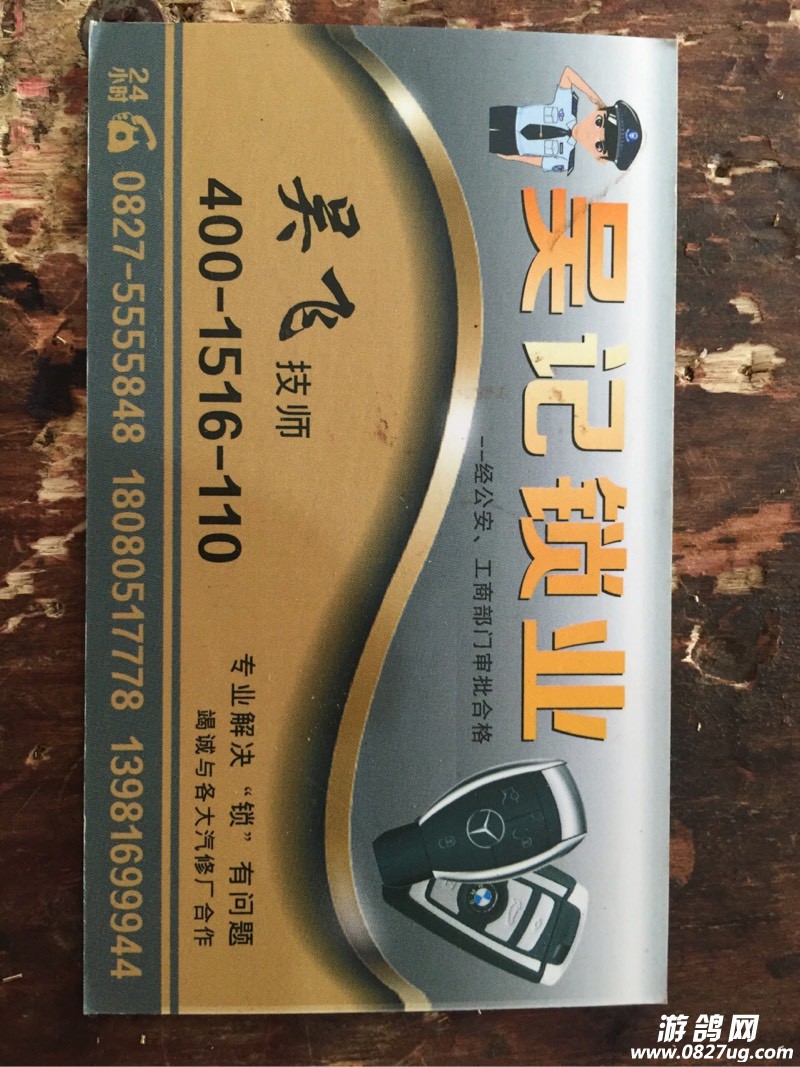 吴记锁业
--经公安、工商部门审批合格
吴飞 技师
400-1516-110
专业解决“锁”有问题
竭诚与各大汽修厂合作
24小时 0827-5555848 18080517778 13981699944
游鸽网
www.0827ug.com